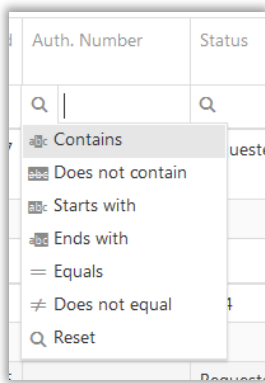 Auth. Number Status
Contains
Does not contain
Starts with
Ends with
Equals
Does not equal
Reset